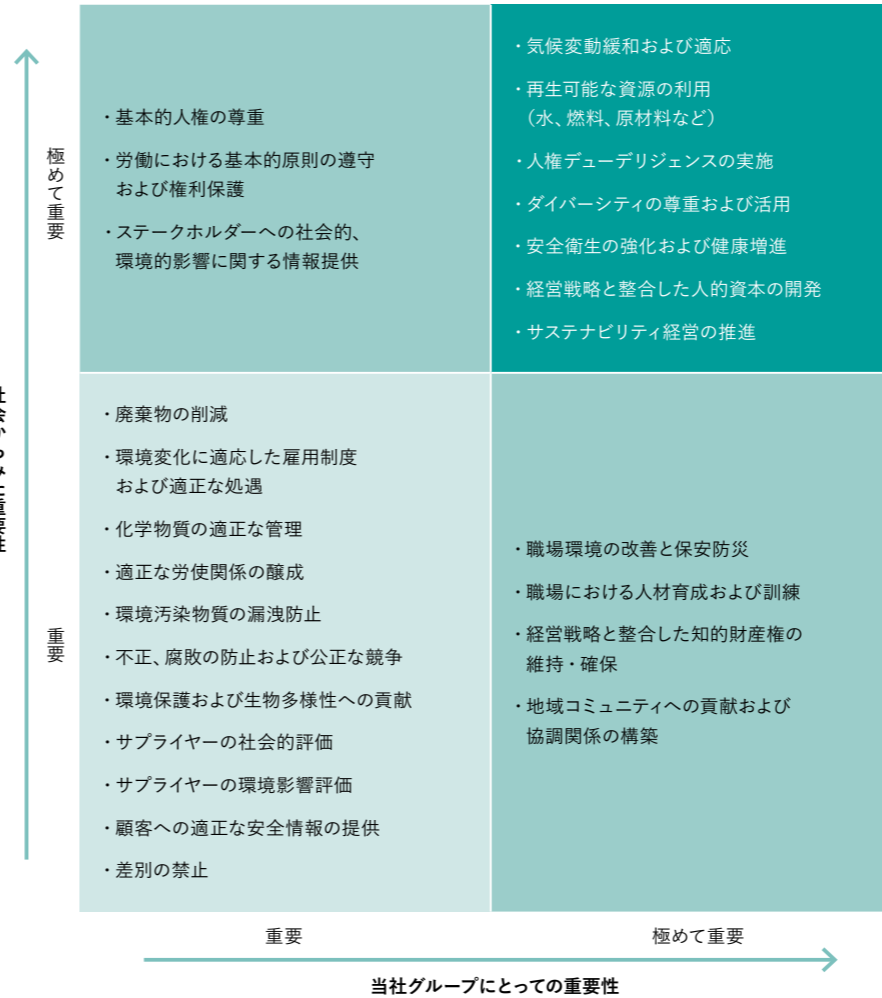 極めて重要
・基本的人権の尊重
・労働における基本的原則の遵守
および権利保護
・ステークホルダーへの社会的、
環境的影響に関する情報提供
・気候変動緩和および適応
・再生可能な資源の利用
（水、燃料、原材料など）
・人権デューデリジェンスの実施
・ダイバーシティの尊重および活用
・安全衛生の強化および健康増進
・経営戦略と整合した人的資本の開発
・サステナビリティ経営の推進
重要
・廃棄物の削減
・環境変化に適応した雇用制度
および適正な処遇
・化学物質の適正な管理
・適正な労使関係の醸成
・環境汚染物質の漏洩防止
・不正、腐敗の防止および公正な競争
・環境保護および生物多様性への貢献
・サプライヤーの社会的評価
・サプライヤーの環境影響評価
・顧客への適正な安全情報の提供
・差別の禁止
・職場環境の改善と保安防災
・職場における人材育成および訓練
・経営戦略と整合した知的財産権の
維持・確保
・地域コミュニティへの貢献および
協調関係の構築
重要
極めて重要
当社グループにとっての重要性